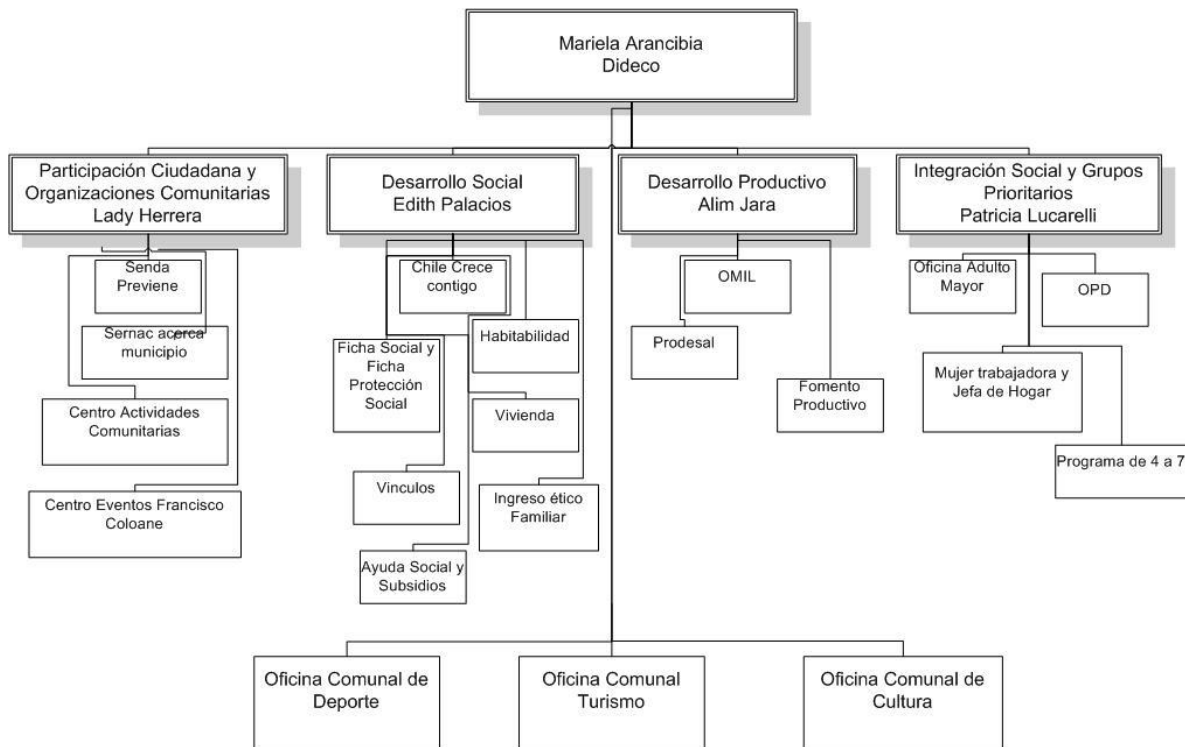 Mariela Arancibia
Dideco
Participación Ciudadana y
Organizaciones Comunitarias
Lady Herrera
Desarrollo Social
Edith Palacios
Desarrollo Productivo
Alim Jara
Integración Social y Grupos
Prioritarios
Patricia Lucarelli
Senda
Previene
Sernac acerca
municipio
Centro Actividades
Comunitarias
Centro Eventos Francisco
Coloane
Chile Crece
contigo
Ficha Social y
Ficha
Protección
Social
Habitabilidad
Vivienda
Vinculos
Ingreso ético
Familiar
Ayuda Social y
Subsidios
OMIL
Prodesal
Fomento
Productivo
Oficina Adulto
Mayor
OPD
Mujer trabajadora y
Jefa de Hogar
Programa de 4 a 7
Oficina Comunal de
Deporte
Oficina Comunal
Turismo
Oficina Comunal de
Cultura